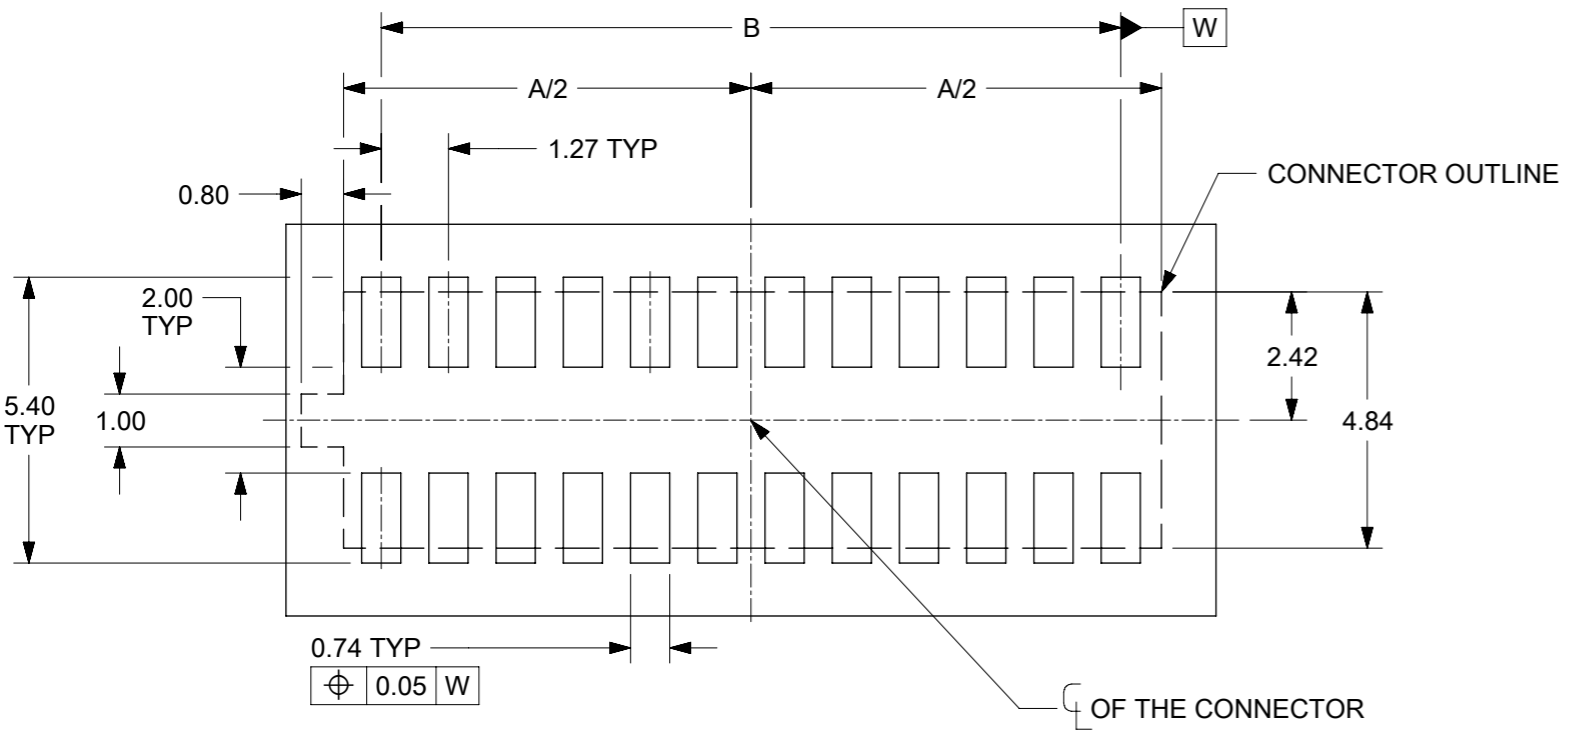 B
W
A/2
A/2
1.27 TYP
0.80
CONNECTOR OUTLINE
2.00
TYP
2.42
5.40
TYP
1.00
4.84
0.74 TYP
⌖ 0.05 W
℄ OF THE CONNECTOR